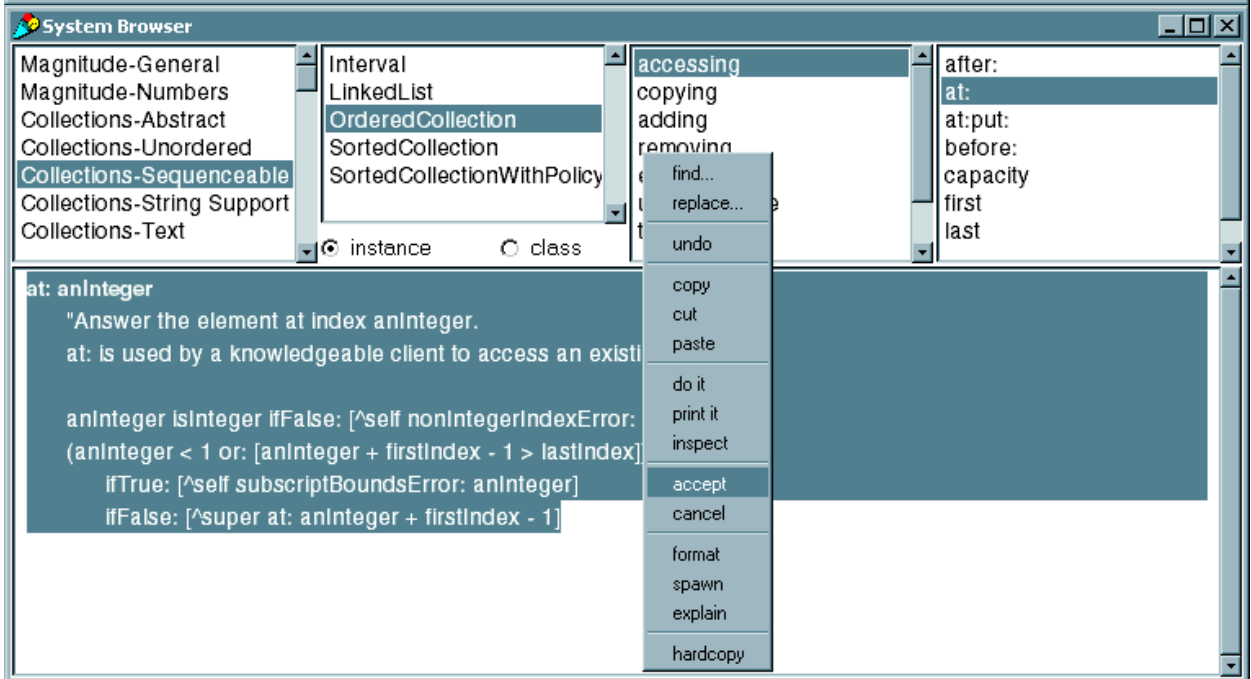 System Browser
Magnitude-General
Magnitude-Numbers
Collections-Abstract
Collections-Unordered
Collections-Sequenceable
Collections-String Support
Collections-Text
Interval
LinkedList
OrderedCollection
SortedCollection
SortedCollectionWithPolicy
instance class
accessing
copying
adding
removing
after:
at:
at:put:
before:
capacity
first
last
at: anInteger
"Answer the element at index anInteger.
at: is used by a knowledgeable client to access an
anInteger isInteger ifFalse: [^self nonIntegerIndexError:
(anInteger < 1 or: [anInteger + firstIndex - 1 > lastIndex])
ifTrue: [^self subscriptBoundsError: anInteger]
ifFalse: [^super at: anInteger + firstIndex - 1]
find...
replace...
undo
copy
cut
paste
do it
print it
inspect
accept
cancel
format
spawn
explain
hardcopy